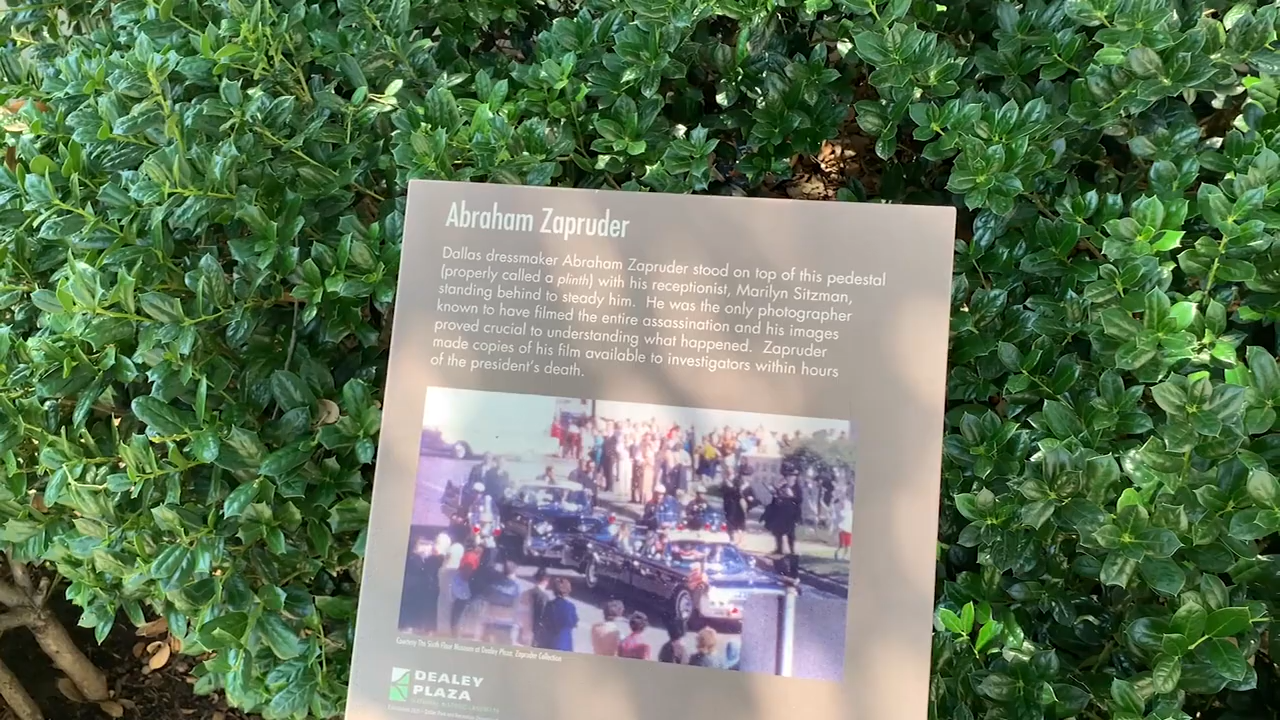 Abraham Zapruder
Dallas dressmaker Abraham Zapruder stood on top of this pedestal
(properly called a plinth) with his receptionist, Marilyn Sitzman,
standing behind to steady him. He was the only photographer
known to have filmed the entire assassination and his images
proved crucial to understanding what happened. Zapruder
made copies of his film available to investigators within hours
of the president's death.
Courtesy The Sixth Floor Museum at Dealey Plaza, Zapruder Collection
DEALEY
PLAZA